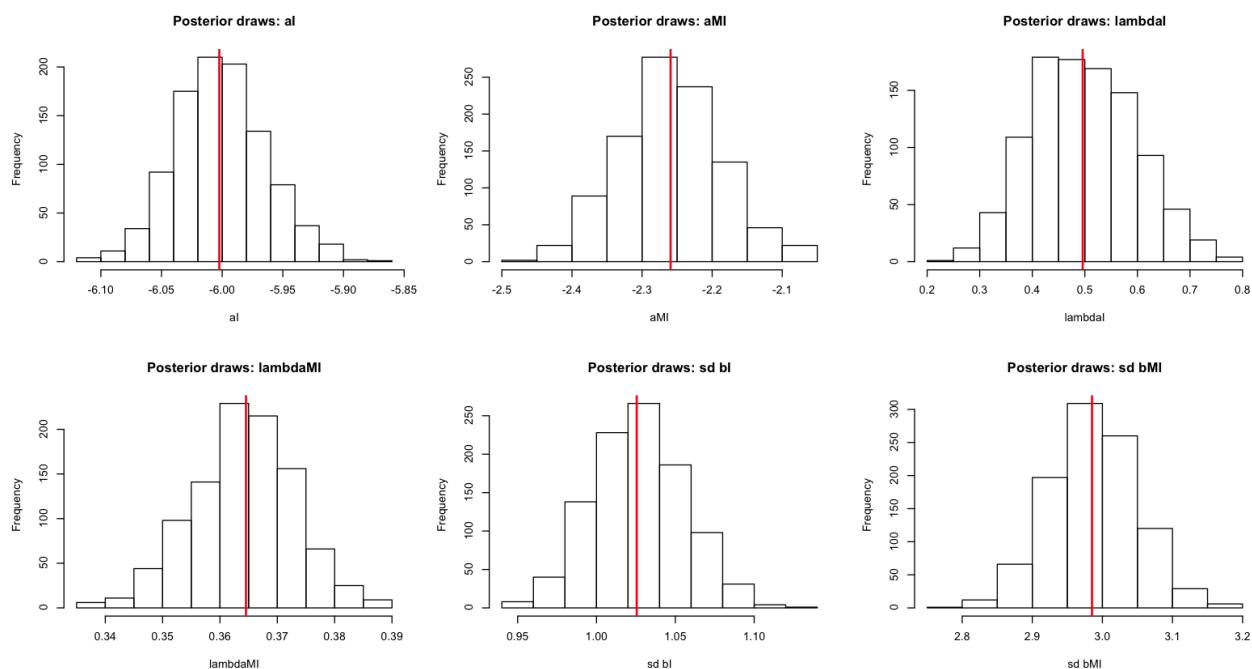 Posterior draws: aI
Frequency
0 50 100 150 200
-6.10 -6.05 -6.00 -5.95 -5.90 -5.85
aI
Posterior draws: aMI
Frequency
0 50 100 150 200 250
-2.5 -2.4 -2.3 -2.2 -2.1
aMI
Posterior draws: lambdaI
Frequency
0 50 100 150
0.2 0.3 0.4 0.5 0.6 0.7 0.8
lambdaI
Posterior draws: lambdaMI
Frequency
0 50 100 150 200
0.34 0.35 0.36 0.37 0.38 0.39
lambdaMI
Posterior draws: sd bI
Frequency
0 50 100 150 200 250
0.95 1.00 1.05 1.10
sd bI
Posterior draws: sd bMI
Frequency
0 50 100 150 200 250 300
2.8 2.9 3.0 3.1 3.2
sd bMI